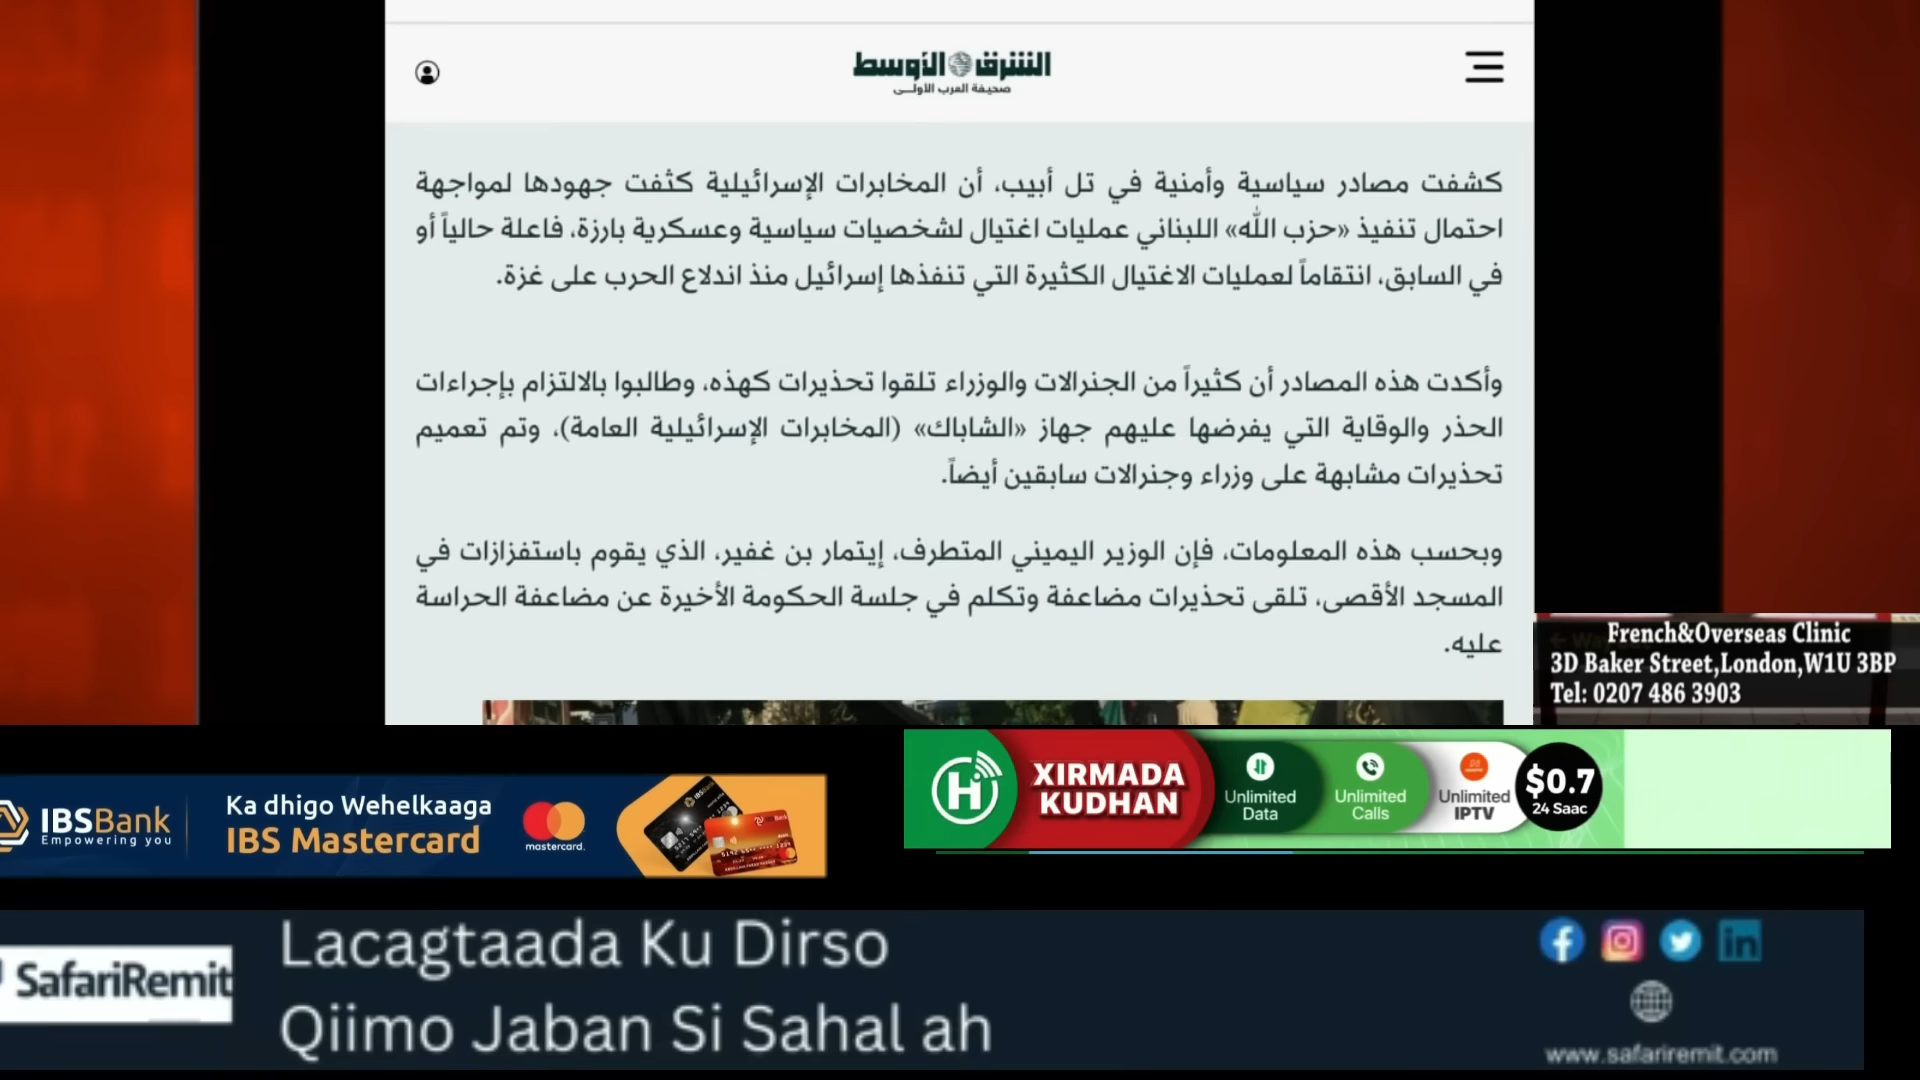 الشرق الأوسط
صحيفة العرب الأولـــى
كشفت مصادر سياسية وأمنية في تل أبيب، أن المخابرات الإسرائيلية كثفت جهودها لمواجهة
احتمال تنفيذ «حزب الله» اللبناني عمليات اغتيال لشخصيات سياسية وعسكرية بارزة، فاعلة حالياً أو
في السابق، انتقاماً لعمليات الاغتيال الكثيرة التي تنفذها إسرائيل منذ اندلاع الحرب على غزة.
وأكدت هذه المصادر أن كثيراً من الجنرالات والوزراء تلقوا تحذيرات كهذه، وطالبوا بالالتزام بإجراءات
الحذر والوقاية التي يفرضها عليهم جهاز «الشاباك» (المخابرات الإسرائيلية العامة)، وتم تعميم
تحذيرات مشابهة على وزراء وجنرالات سابقين أيضاً.
وبحسب هذه المعلومات، فإن الوزير اليميني المتطرف، إيتمار بن غفير، الذي يقوم باستفزازات في
المسجد الأقصى، تلقى تحذيرات مضاعفة وتكلم في جلسة الحكومة الأخيرة عن مضاعفة الحراسة
عليه.
French&Overseas Clinic
3D Baker Street,London,W1U 3BP
Tel: 0207 486 3903
IBSBank
Empowering you
Ka dhigo Wehelkaaga
IBS Mastercard
mastercard.
H
XIRMADA
KUDHAN
Unlimited
Data
Unlimited
Calls
Unlimited
IPTV
$0.7
24 Saac
SafariRemit
Lacagtaada Ku Dirso
Qiimo Jaban Si Sahal ah
www.safariremit.com